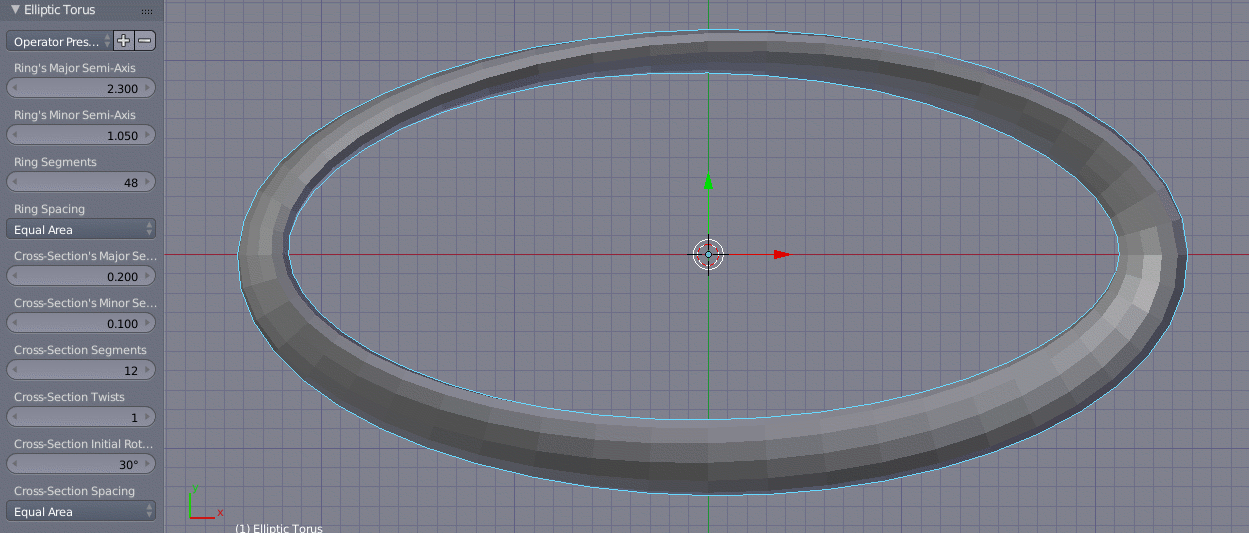 Elliptic Torus
Operator Pres...
Ring's Major Semi-Axis
2.300
Ring's Minor Semi-Axis
1.050
Ring Segments
48
Ring Spacing
Equal Area
Cross-Section's Major Se...
0.200
Cross-Section's Minor Se...
0.100
Cross-Section Segments
12
Cross-Section Twists
1
Cross-Section Initial Rot...
30°
Cross-Section Spacing
Equal Area
y
x
(1) Elliptic Torus